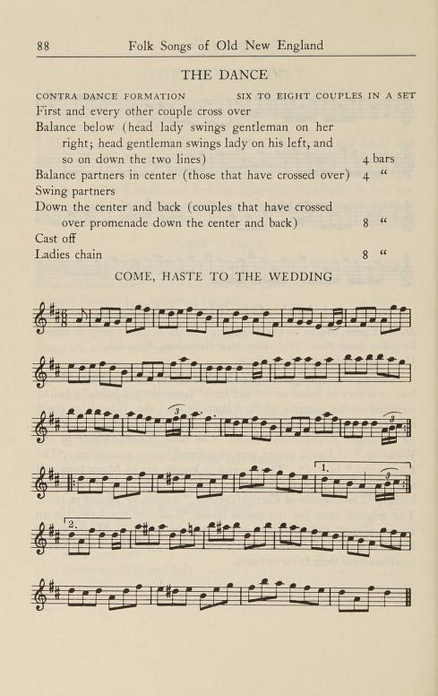 88 Folk Songs of Old New England
THE DANCE
CONTRA DANCE FORMATION SIX TO EIGHT COUPLES IN A SET
First and every other couple cross over
Balance below (head lady swings gentleman on her
right; head gentleman swings lady on his left, and
so on down the two lines) 4 bars
Balance partners in center (those that have crossed over) 4 “
Swing partners
Down the center and back (couples that have crossed
over promenade down the center and back) 8 “
Cast off
Ladies chain 8 “
COME, HASTE TO THE WEDDING
6
8
3
3
1.
3
2.